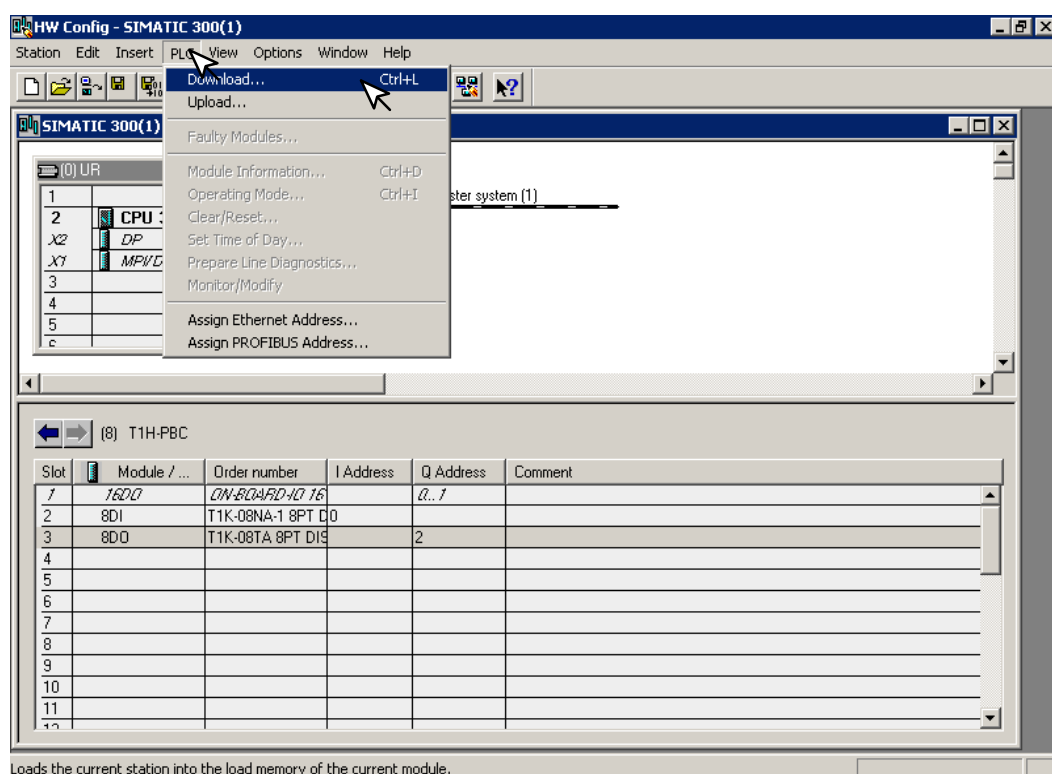 HW Config - SIMATIC 300(1)
Station Edit Insert PLC View Options Window Help
Download... Ctrl+L
Upload...
Faulty Modules...
Module Information... Ctrl+D
Operating Mode... Ctrl+I
Clear/Reset...
Set Time of Day...
Prepare Line Diagnostics...
Monitor/Modify
Assign Ethernet Address...
Assign PROFIBUS Address...
SIMATIC 300(1)
(0) UR
ster system (1)
1
2 CPU 3
X2 DP
X1 MPI/D
3
4
5
(8) T1H-PBC
Slot Module / ... Order number I Address Q Address Comment
1 16DO ON-BOARD-IO 16 0..1
2 8DI T1K-08NA-1 8PT D 0
3 8DO T1K-08TA 8PT DIS 2
4
5
6
7
8
9
10
11
12
Loads the current station into the load memory of the current module.